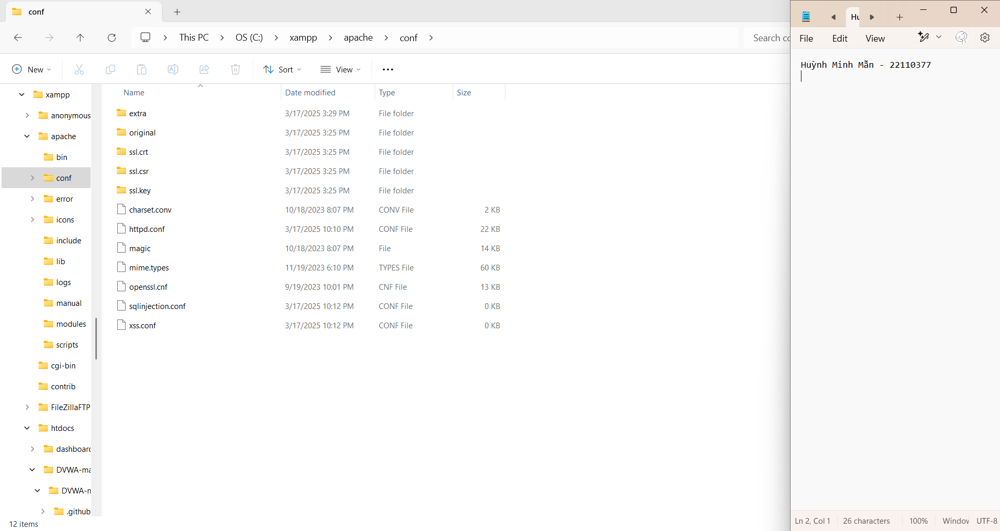 conf
This PC
OS (C:)
xampp
apache
conf
Search
New
Sort
View
Name
Date modified
Type
Size
extra 3/17/2025 3:29 PM File folder
original 3/17/2025 3:25 PM File folder
ssl.crt 3/17/2025 3:25 PM File folder
ssl.csr 3/17/2025 3:25 PM File folder
ssl.key 3/17/2025 3:25 PM File folder
charset.conv 10/18/2023 8:07 PM CONV File 2 KB
httpd.conf 3/17/2025 10:10 PM CONF File 22 KB
magic 10/18/2023 8:07 PM File 14 KB
mime.types 11/19/2023 6:10 PM TYPES File 60 KB
openssl.cnf 9/19/2023 10:01 PM CNF File 13 KB
sqlinjection.conf 3/17/2025 10:12 PM CONF File 0 KB
xss.conf 3/17/2025 10:12 PM CONF File 0 KB
xampp
anonymous
apache
bin
conf
error
icons
include
lib
logs
manual
modules
scripts
cgi-bin
contrib
FileZillaFTP
htdocs
dashboard
DVWA-ma
DVWA-m
.github
12 items
Hu
File
Edit
View
Huỳnh Minh Mẫn - 22110377
Ln 2, Col 1
26 characters
100%
Window
UTF-8